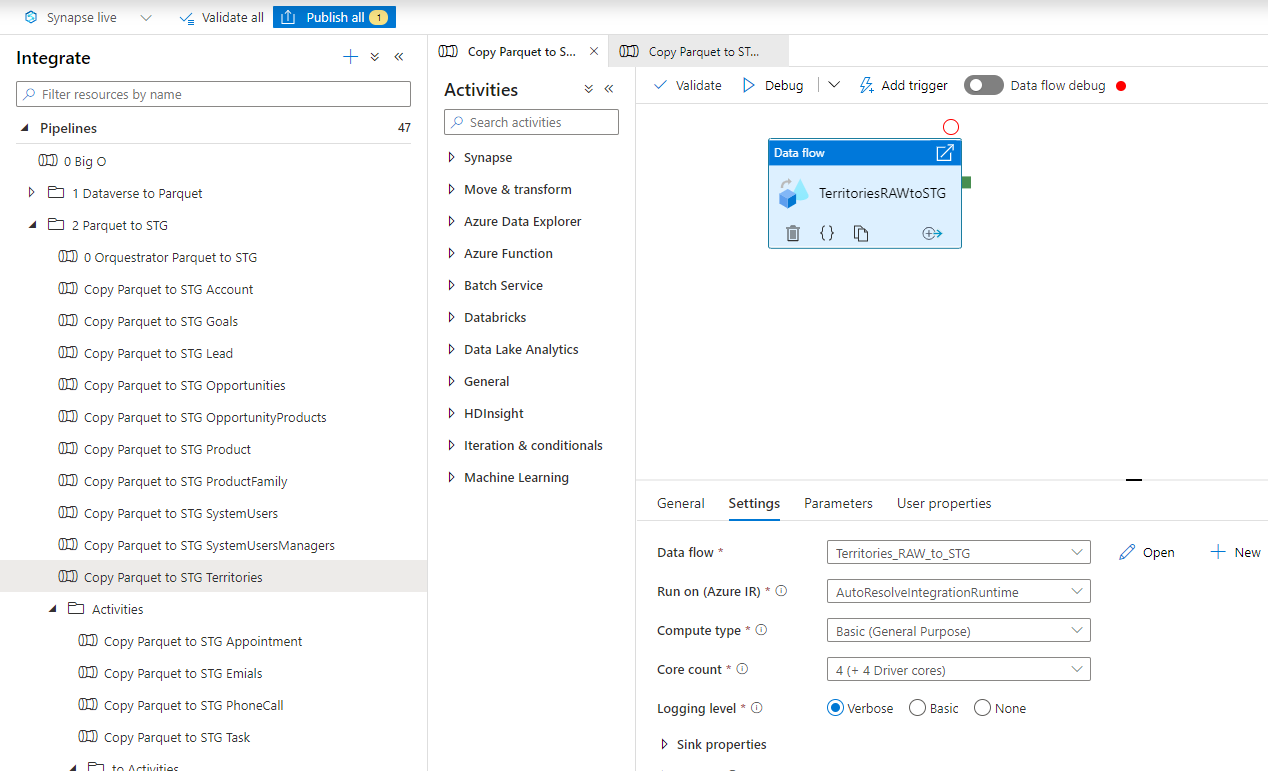 Synapse live
Validate all
Publish all 1
Integrate
Filter resources by name
Pipelines 47
0 Big O
1 Dataverse to Parquet
2 Parquet to STG
0 Orquestrator Parquet to STG
Copy Parquet to STG Account
Copy Parquet to STG Goals
Copy Parquet to STG Lead
Copy Parquet to STG Opportunities
Copy Parquet to STG OpportunityProducts
Copy Parquet to STG Product
Copy Parquet to STG ProductFamily
Copy Parquet to STG SystemUsers
Copy Parquet to STG SystemUsersManagers
Copy Parquet to STG Territories
Activities
Copy Parquet to STG Appointment
Copy Parquet to STG Emials
Copy Parquet to STG PhoneCall
Copy Parquet to STG Task
to Activities
Copy Parquet to S...
Copy Parquet to ST...
Activities
Search activities
Synapse
Move & transform
Azure Data Explorer
Azure Function
Batch Service
Databricks
Data Lake Analytics
General
HDInsight
Iteration & conditionals
Machine Learning
Validate
Debug
Add trigger
Data flow debug
Data flow
TerritoriesRAWtoSTG
{}
General
Settings
Parameters
User properties
Data flow *
Territories_RAW_to_STG
Open
New
Run on (Azure IR) *
AutoResolveIntegrationRuntime
Compute type *
Basic (General Purpose)
Core count *
4 (+ 4 Driver cores)
Logging level *
Verbose
Basic
None
Sink properties